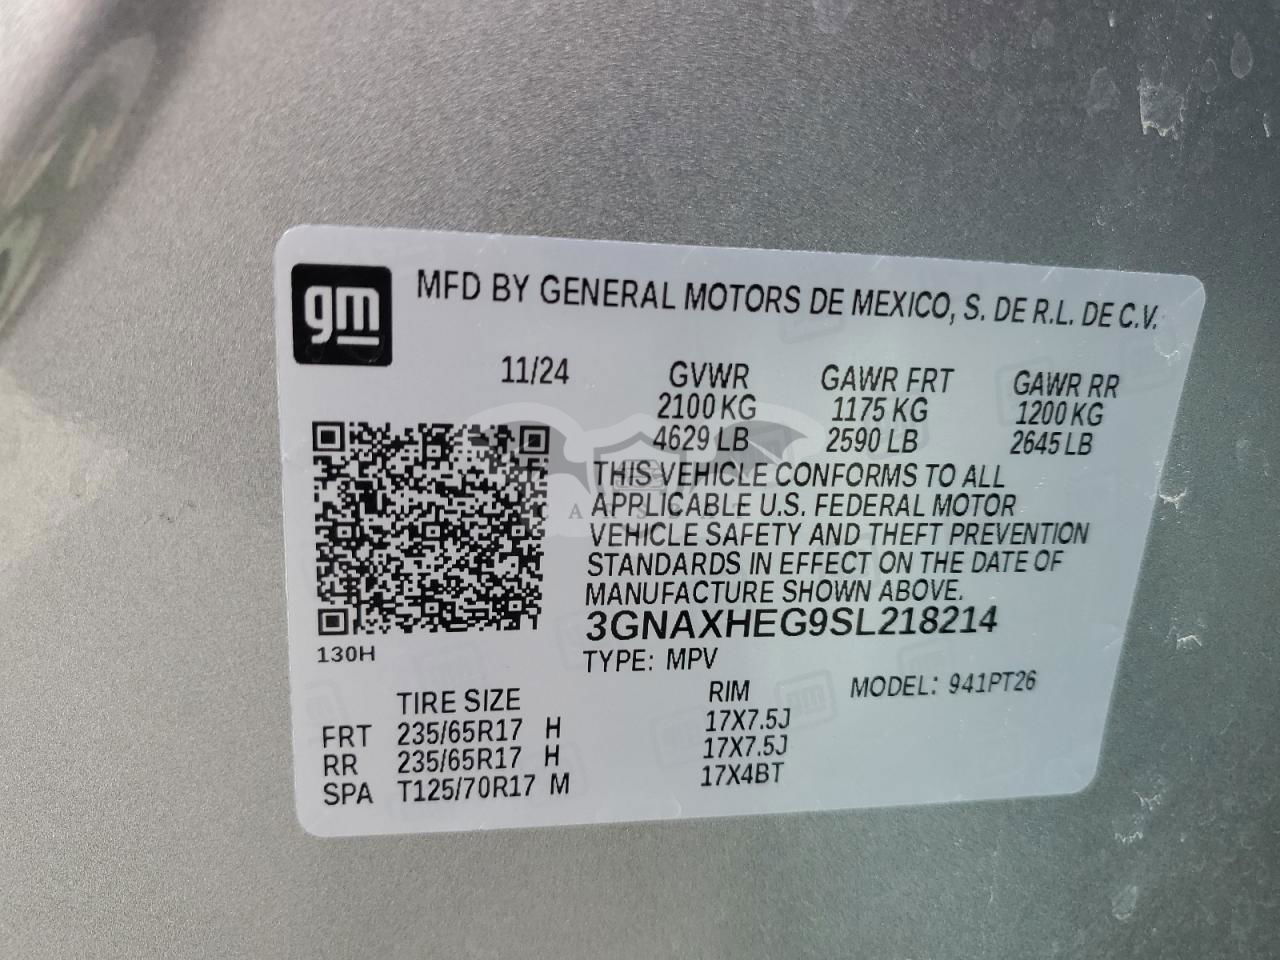 gm
MFD BY GENERAL MOTORS DE MEXICO, S. DE R.L. DE C.V.
11/24 GVWR GAWR FRT GAWR RR
2100 KG 1175 KG 1200 KG
4629 LB 2590 LB 2645 LB
THIS VEHICLE CONFORMS TO ALL
APPLICABLE U.S. FEDERAL MOTOR
VEHICLE SAFETY AND THEFT PREVENTION
STANDARDS IN EFFECT ON THE DATE OF
MANUFACTURE SHOWN ABOVE.
3GNAXHEG9SL218214
130H
TYPE: MPV MODEL: 941PT26
TIRE SIZE RIM
FRT 235/65R17 H 17X7.5J
RR 235/65R17 H 17X7.5J
SPA T125/70R17 M 17X4BT